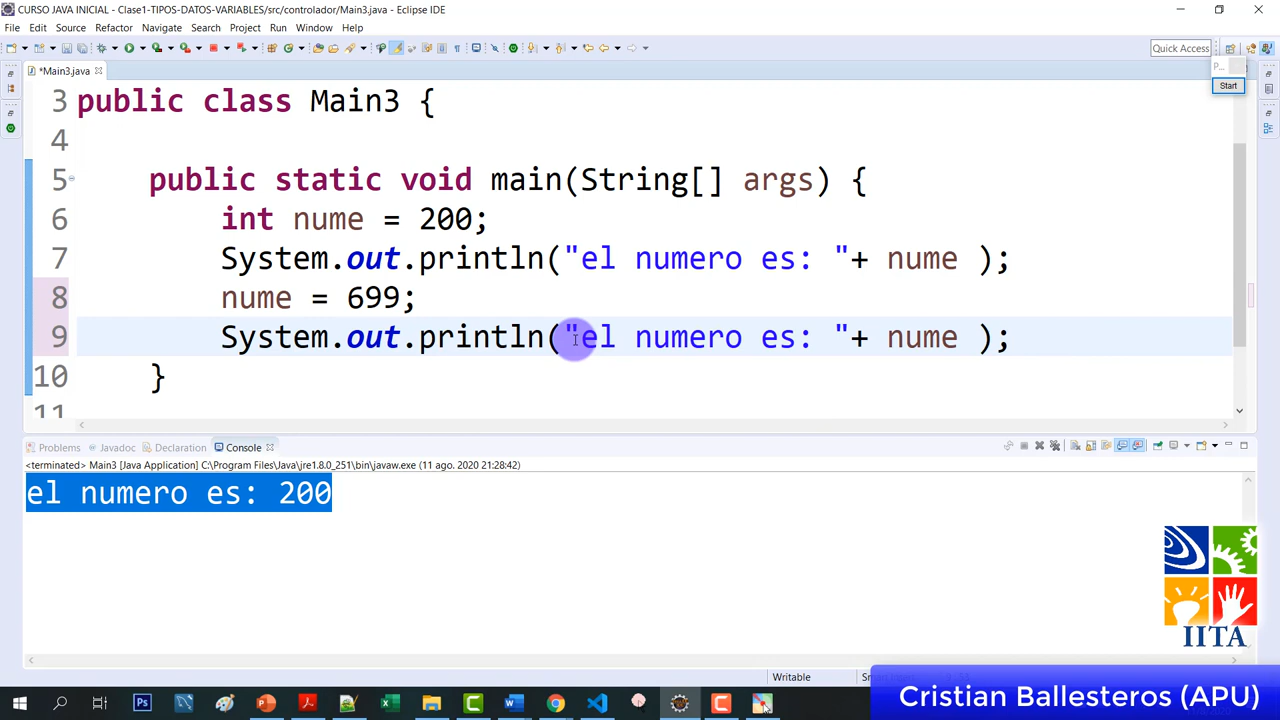 CURSO JAVA INICIAL - Clase1-TIPOS-DATOS-VARIABLES/src/controlador/Main3.java - Eclipse IDE
File Edit Source Refactor Navigate Search Project Run Window Help
Quick Access
P...
*Main3.java
Start
3 public class Main3 {
4
5 public static void main(String[] args) {
6 int nume = 200;
7 System.out.println("el numero es: "+ nume );
8 nume = 699;
9 System.out.println("el numero es: "+ nume );
10 }
11
Problems Javadoc Declaration Console
<terminated> Main3 [Java Application] C:\Program Files\Java\jre1.8.0_251\bin\javaw.exe (11 ago. 2020 21:28:42)
el numero es: 200
IITA
Writable
Cristian Ballesteros (APU)